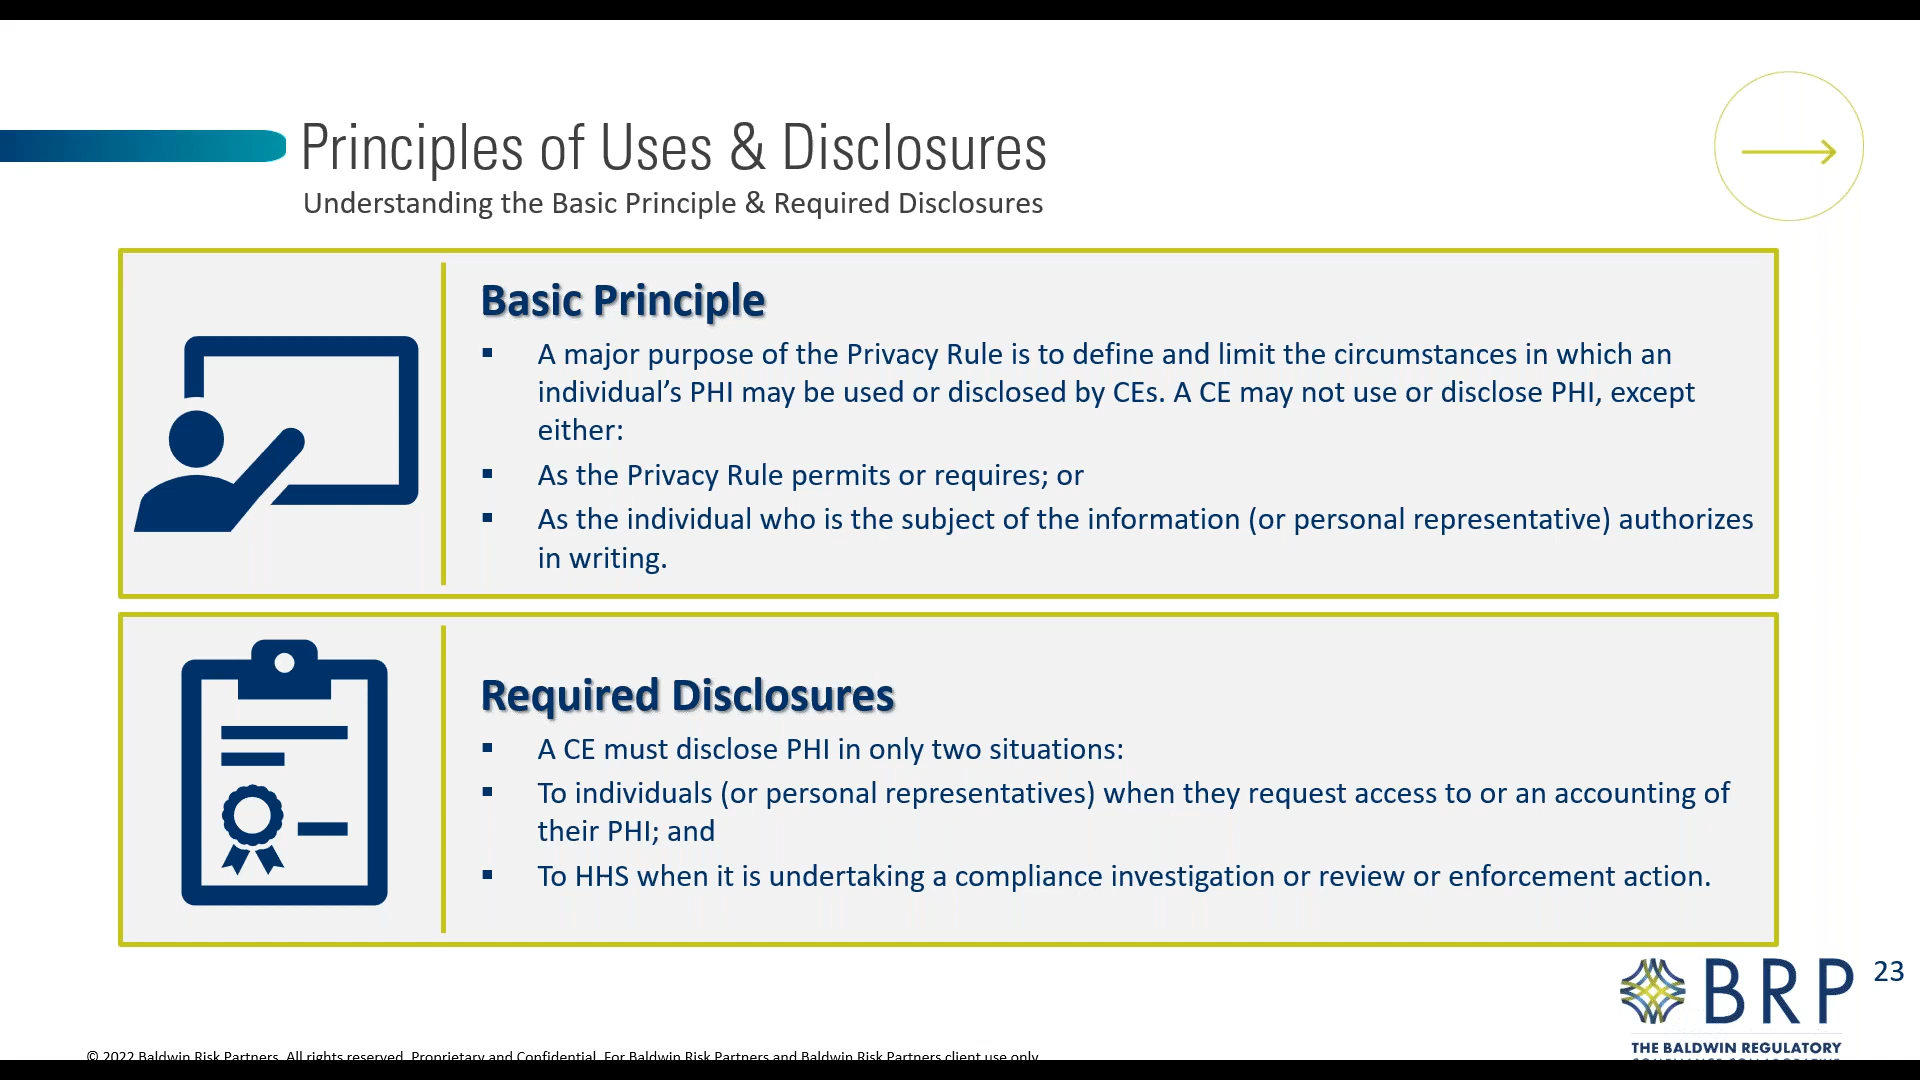 Principles of Uses & Disclosures
Understanding the Basic Principle & Required Disclosures
Basic Principle
▪ A major purpose of the Privacy Rule is to define and limit the circumstances in which an
individual’s PHI may be used or disclosed by CEs. A CE may not use or disclose PHI, except
either:
▪ As the Privacy Rule permits or requires; or
▪ As the individual who is the subject of the information (or personal representative) authorizes
in writing.
Required Disclosures
▪ A CE must disclose PHI in only two situations:
▪ To individuals (or personal representatives) when they request access to or an accounting of
their PHI; and
▪ To HHS when it is undertaking a compliance investigation or review or enforcement action.
BRP
23
THE BALDWIN REGULATORY
© 2022 Baldwin Risk Partners. All rights reserved. Proprietary and Confidential. For Baldwin Risk Partners and Baldwin Risk Partners client use only.